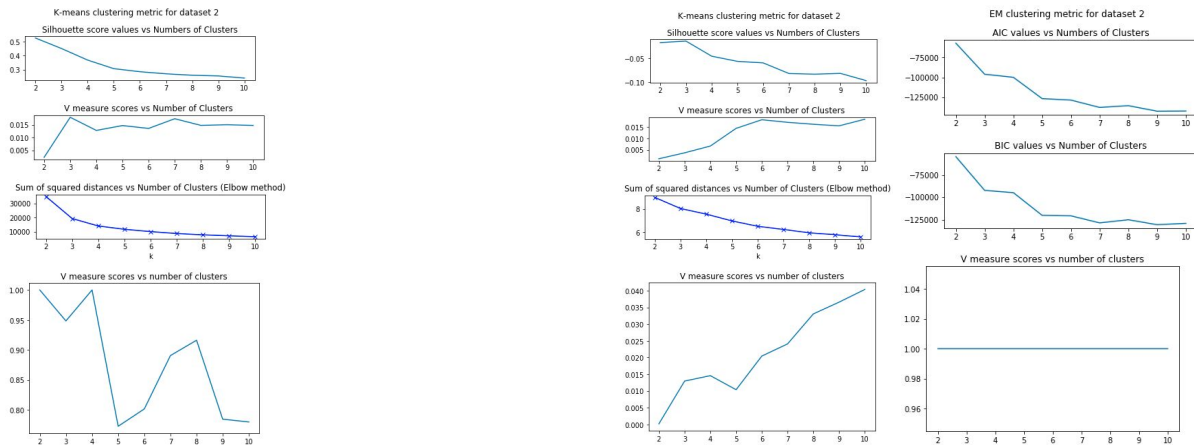 K-means clustering metric for dataset 2
Silhouette score values vs Numbers of Clusters
0.5
0.4
0.3
2 3 4 5 6 7 8 9 10
V measure scores vs Number of Clusters
0.015
0.010
0.005
2 3 4 5 6 7 8 9 10
Sum of squared distances vs Number of Clusters (Elbow method)
30000
20000
10000
2 3 4 5 6 7 8 9 10
k
V measure scores vs number of clusters
1.00
0.95
0.90
0.85
0.80
2 3 4 5 6 7 8 9 10
K-means clustering metric for dataset 2
Silhouette score values vs Numbers of Clusters
−0.05
−0.10
2 3 4 5 6 7 8 9 10
V measure scores vs Number of Clusters
0.015
0.010
0.005
2 3 4 5 6 7 8 9 10
Sum of squared distances vs Number of Clusters (Elbow method)
8
6
2 3 4 5 6 7 8 9 10
k
V measure scores vs number of clusters
0.040
0.035
0.030
0.025
0.020
0.015
0.010
0.005
0.000
2 3 4 5 6 7 8 9 10
EM clustering metric for dataset 2
AIC values vs Numbers of Clusters
−75000
−100000
−125000
2 3 4 5 6 7 8 9 10
BIC values vs Number of Clusters
−75000
−100000
−125000
2 3 4 5 6 7 8 9 10
V measure scores vs number of clusters
1.04
1.02
1.00
0.98
0.96
2 3 4 5 6 7 8 9 10